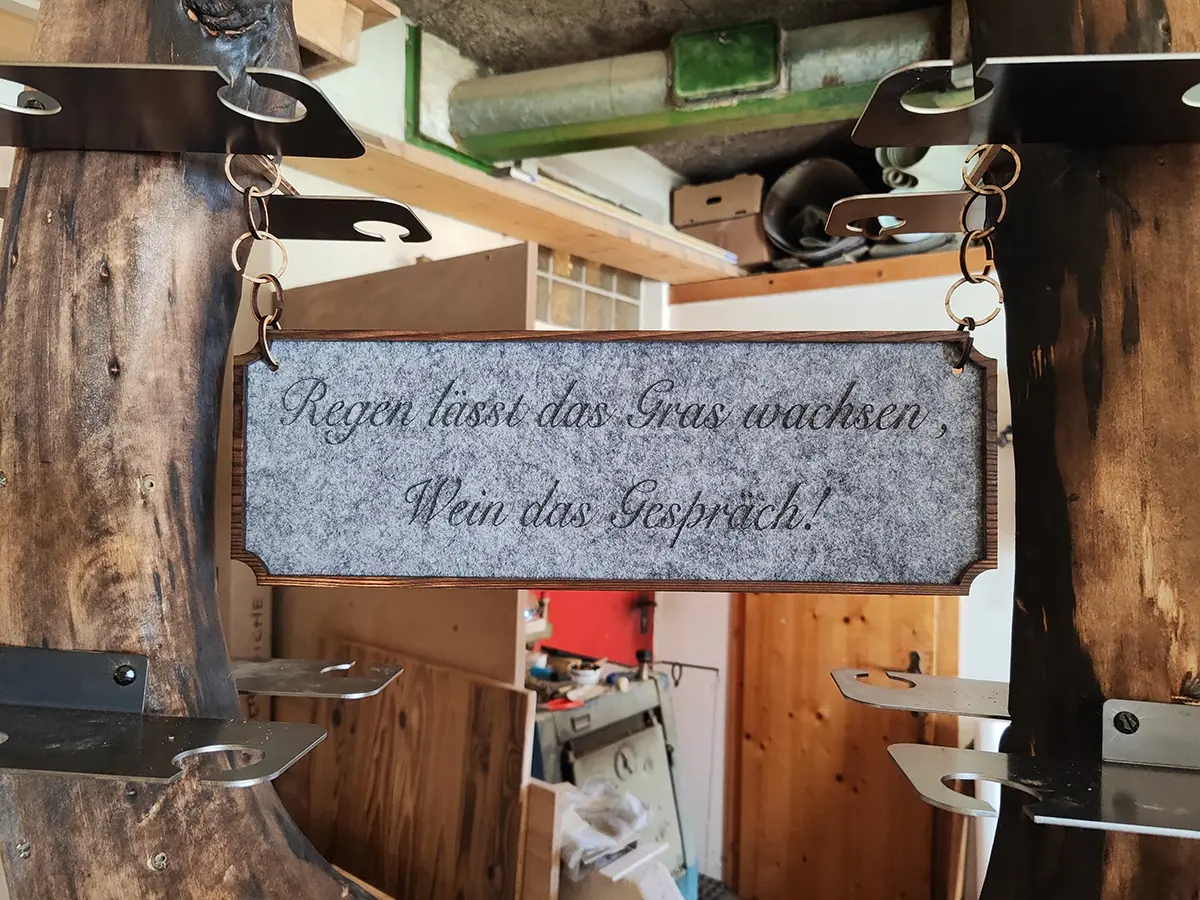 Regen lässt das Gras wachsen ,
Wein das Gespräch!